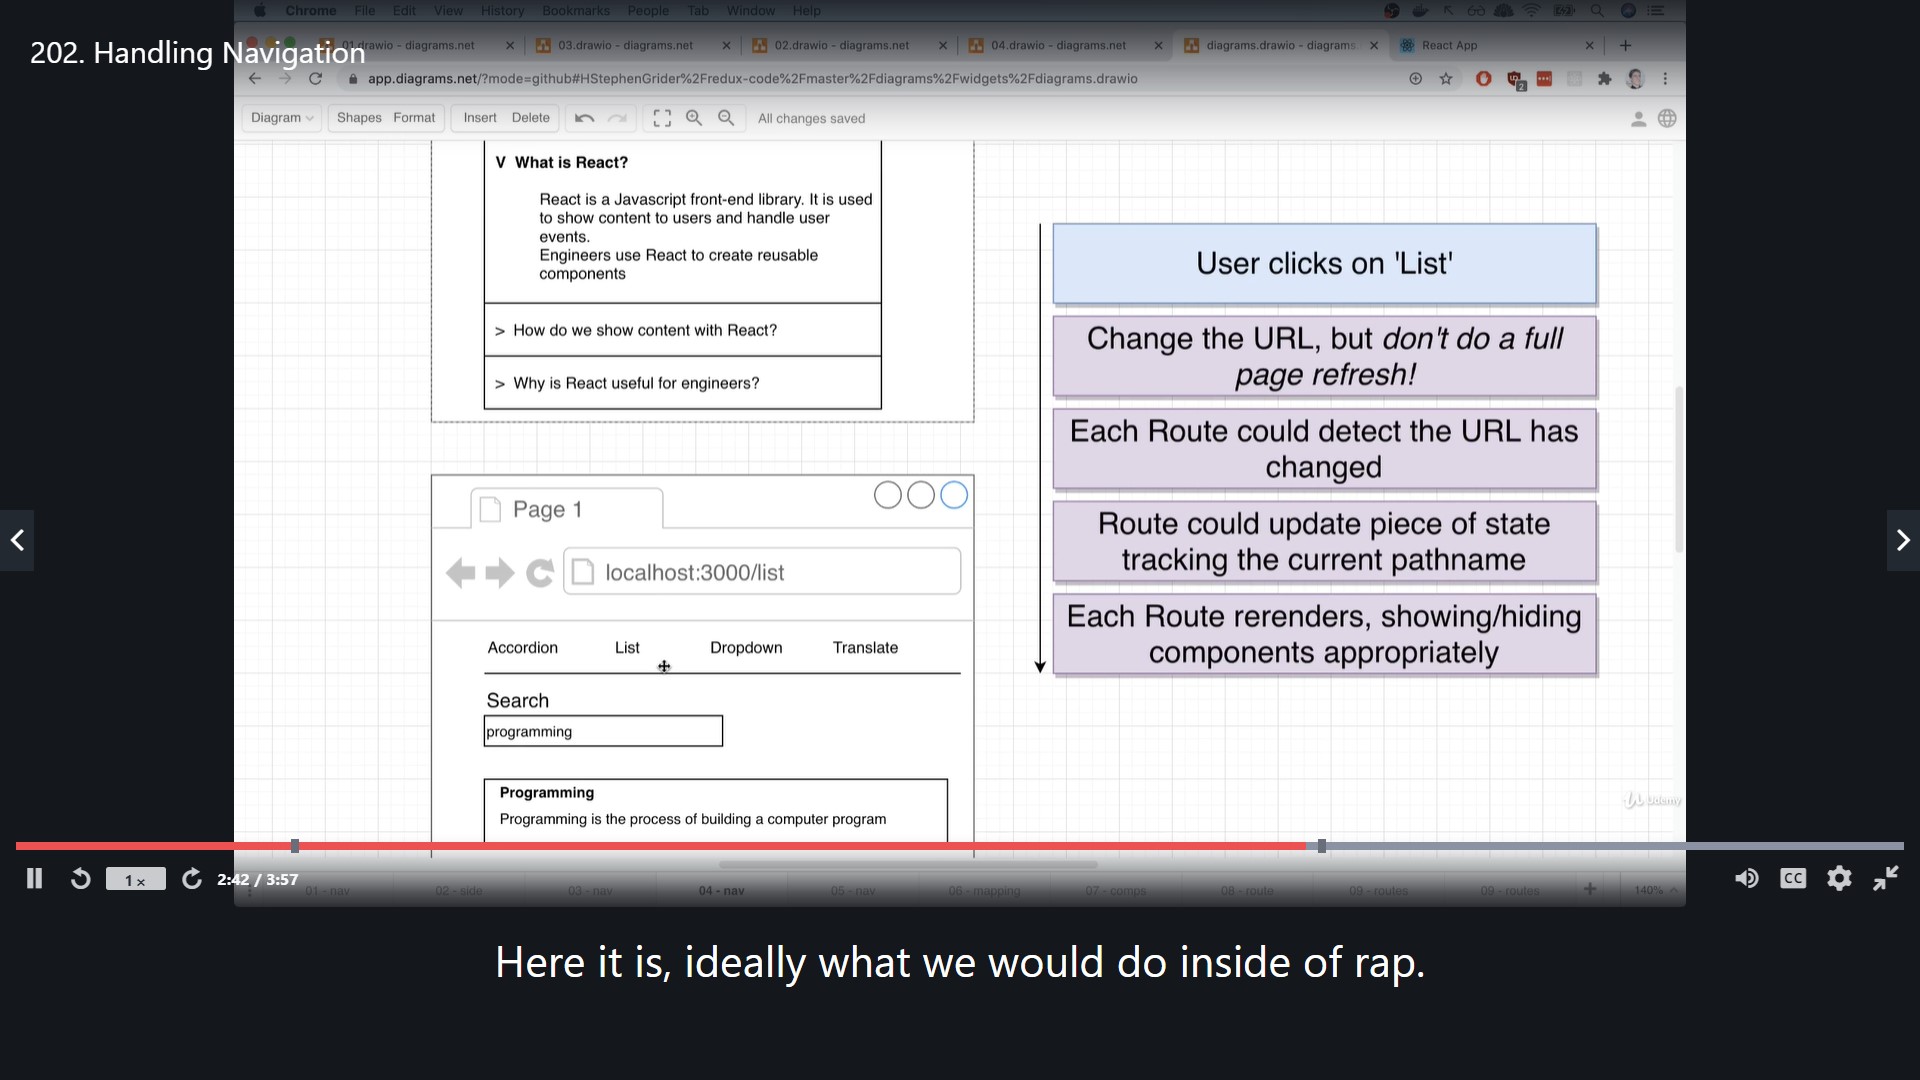 Chrome File Edit View History Bookmarks People Tab Window Help
202. Handling Navigation
01.drawio - diagrams.net
03.drawio - diagrams.net
02.drawio - diagrams.net
04.drawio - diagrams.net
diagrams.drawio - diagrams.
React App
app.diagrams.net/?mode=github#HStephenGrider%2Fredux-code%2Fmaster%2Fdiagrams%2Fwidgets%2Fdiagrams.drawio
2
Diagram Shapes Format Insert Delete All changes saved
V What is React?
React is a Javascript front-end library. It is used
to show content to users and handle user
events.
Engineers use React to create reusable
components
> How do we show content with React?
> Why is React useful for engineers?
User clicks on 'List'
Change the URL, but don't do a full
page refresh!
Each Route could detect the URL has
changed
Route could update piece of state
tracking the current pathname
Each Route rerenders, showing/hiding
components appropriately
Page 1
localhost:3000/list
Accordion List Dropdown Translate
Search
programming
Programming
Programming is the process of building a computer program
Udemy
1 x
2:42 / 3:57
CC
01 - nav 02 - side 03 - nav 04 - nav 05 - nav 06 - mapping 07 - comps 08 - route 09 - routes 09 - routes 140%
Here it is, ideally what we would do inside of rap.